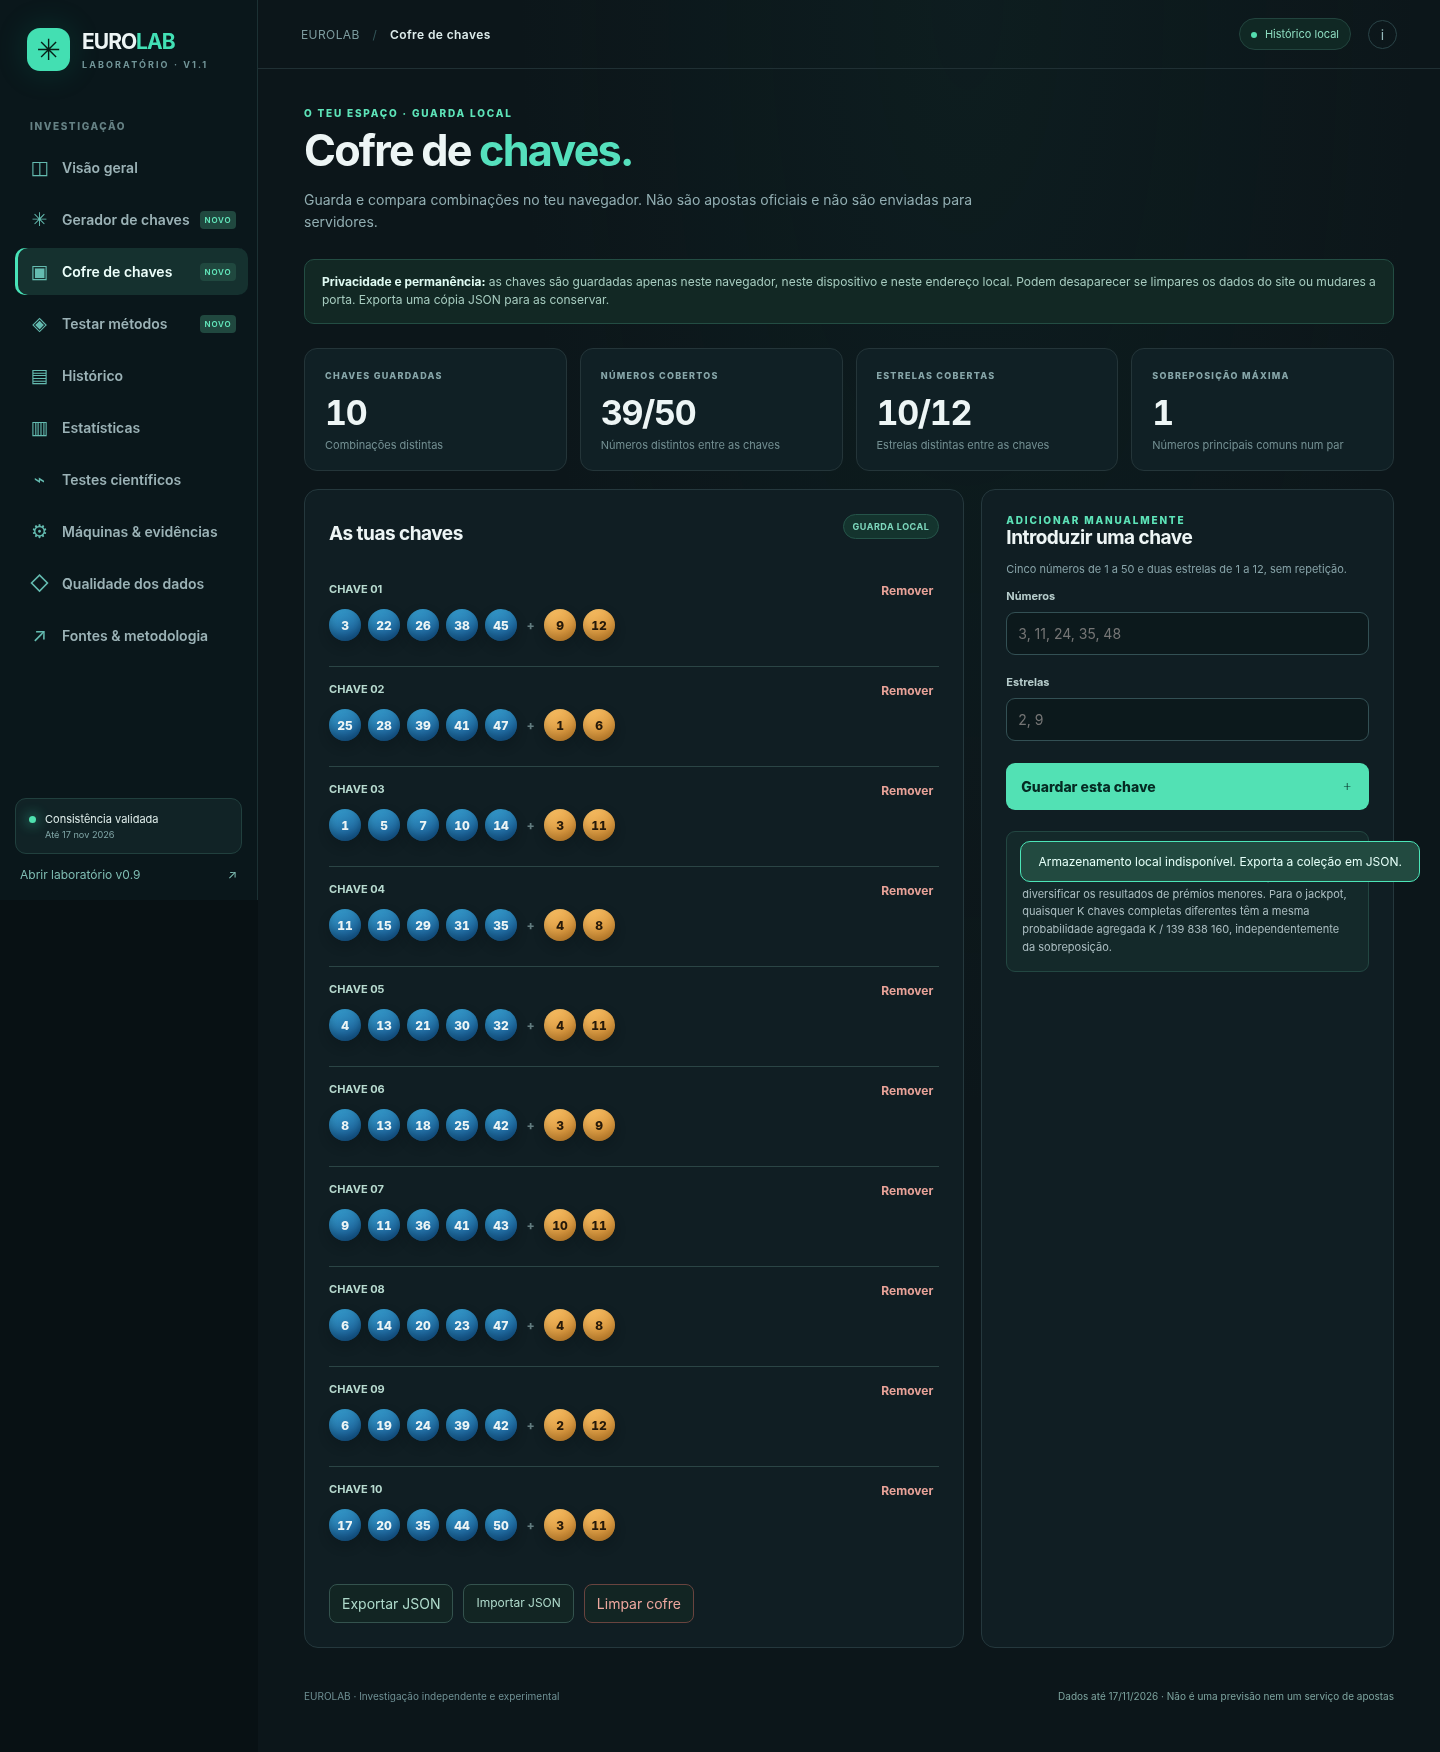 EUROLAB
LABORATÓRIO · V1.1
INVESTIGAÇÃO
Visão geral
Gerador de chaves NOVO
Cofre de chaves NOVO
Testar métodos NOVO
Histórico
Estatísticas
Testes científicos
Máquinas & evidências
Qualidade dos dados
Fontes & metodologia
Consistência validada
Até 17 nov 2026
Abrir laboratório v0.9 ↗
EUROLAB / Cofre de chaves
Histórico local
i
O TEU ESPAÇO · GUARDA LOCAL
Cofre de chaves.
Guarda e compara combinações no teu navegador. Não são apostas oficiais e não são enviadas para
servidores.
Privacidade e permanência: as chaves são guardadas apenas neste navegador, neste dispositivo e neste endereço local. Podem desaparecer se limpares os dados do site ou mudares a
porta. Exporta uma cópia JSON para as conservar.
CHAVES GUARDADAS
10
Combinações distintas
NÚMEROS COBERTOS
39/50
Números distintos entre as chaves
ESTRELAS COBERTAS
10/12
Estrelas distintas entre as chaves
SOBREPOSIÇÃO MÁXIMA
1
Números principais comuns num par
As tuas chaves
GUARDA LOCAL
CHAVE 01 Remover
3 22 26 38 45 + 9 12
CHAVE 02 Remover
25 28 39 41 47 + 1 6
CHAVE 03 Remover
1 5 7 10 14 + 3 11
CHAVE 04 Remover
11 15 29 31 35 + 4 8
CHAVE 05 Remover
4 13 21 30 32 + 4 11
CHAVE 06 Remover
8 13 18 25 42 + 3 9
CHAVE 07 Remover
9 11 36 41 43 + 10 11
CHAVE 08 Remover
6 14 20 23 47 + 4 8
CHAVE 09 Remover
6 19 24 39 42 + 2 12
CHAVE 10 Remover
17 20 35 44 50 + 3 11
Exportar JSON
Importar JSON
Limpar cofre
ADICIONAR MANUALMENTE
Introduzir uma chave
Cinco números de 1 a 50 e duas estrelas de 1 a 12, sem repetição.
Números
3, 11, 24, 35, 48
Estrelas
2, 9
Guardar esta chave +
Armazenamento local indisponível. Exporta a coleção em JSON.
diversificar os resultados de prémios menores. Para o jackpot,
quaisquer K chaves completas diferentes têm a mesma
probabilidade agregada K / 139 838 160, independentemente
da sobreposição.
EUROLAB · Investigação independente e experimental
Dados até 17/11/2026 · Não é uma previsão nem um serviço de apostas